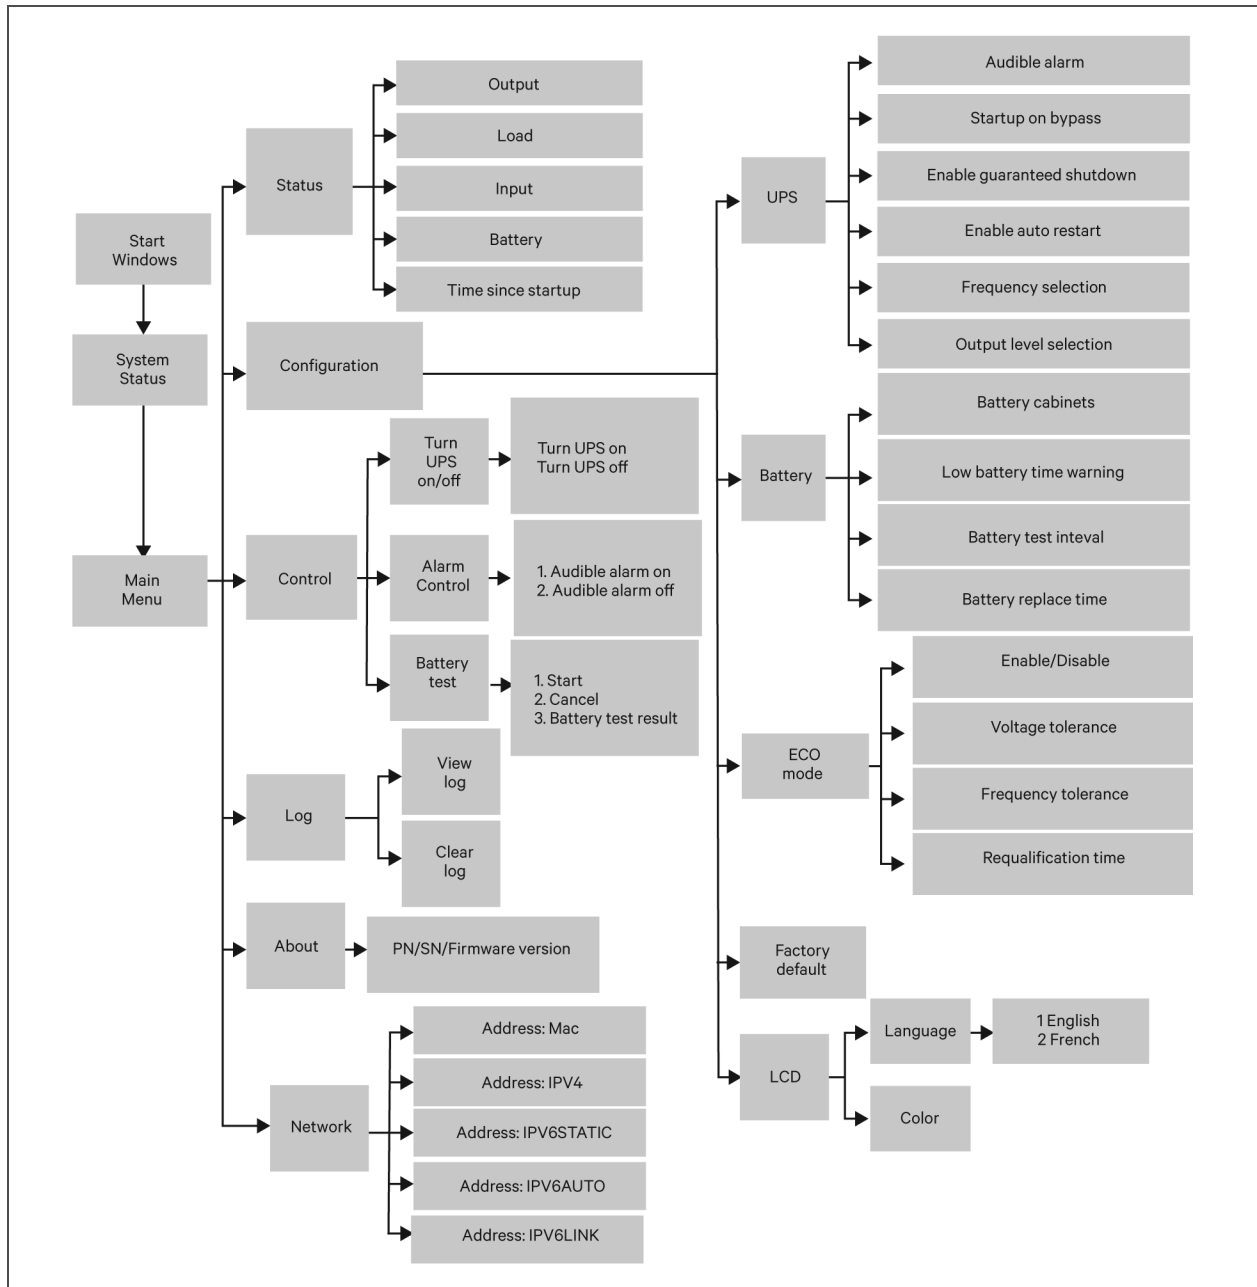 Start
Windows
System
Status
Main
Menu
Status
Output
Load
Input
Battery
Time since startup
Configuration
Control
Turn
UPS
on/off
Turn UPS on
Turn UPS off
Alarm
Control
1. Audible alarm on
2. Audible alarm off
Battery
test
1. Start
2. Cancel
3. Battery test result
Log
View
log
Clear
log
About
PN/SN/Firmware version
Network
Address: Mac
Address: IPV4
Address: IPV6STATIC
Address: IPV6AUTO
Address: IPV6LINK
UPS
Audible alarm
Startup on bypass
Enable guaranteed shutdown
Enable auto restart
Frequency selection
Output level selection
Battery
Battery cabinets
Low battery time warning
Battery test inteval
Battery replace time
ECO
mode
Enable/Disable
Voltage tolerance
Frequency tolerance
Requalification time
Factory
default
LCD
Language
1 English
2 French
Color